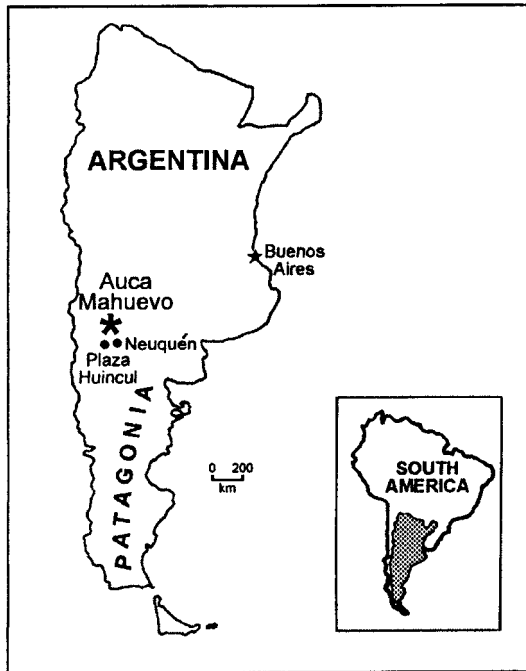 ARGENTINA
Buenos
Aires
Auca
Mahuevo
Neuquén
Plaza
Huincul
PATAGONIA
0 200
km
SOUTH
AMERICA